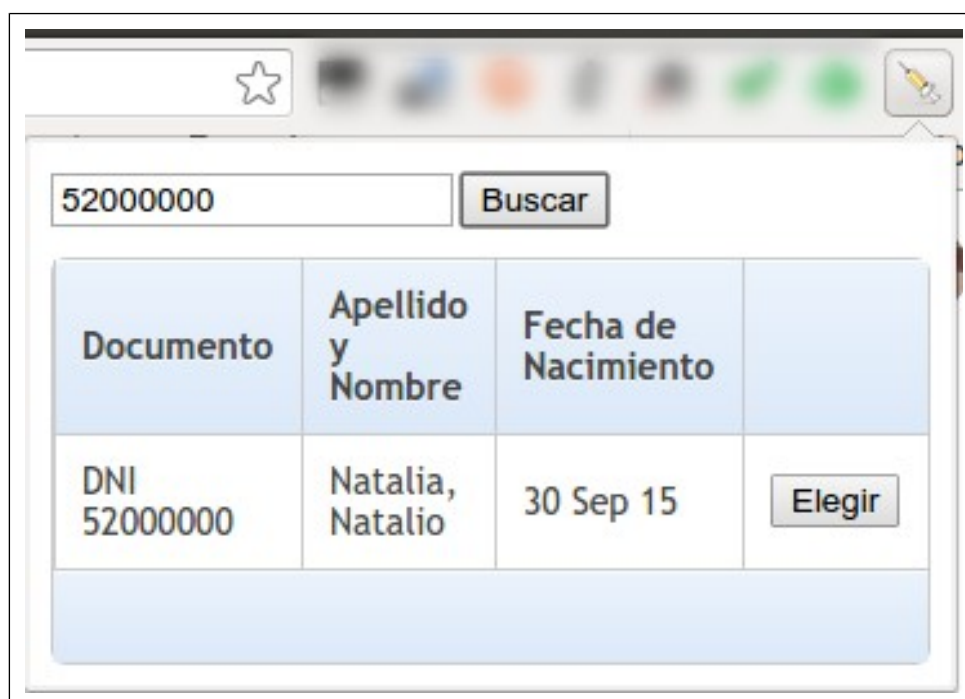 52000000 Buscar
Documento
Apellido
y
Nombre
Fecha de
Nacimiento
DNI
52000000
Natalia,
Natalio
30 Sep 15
Elegir